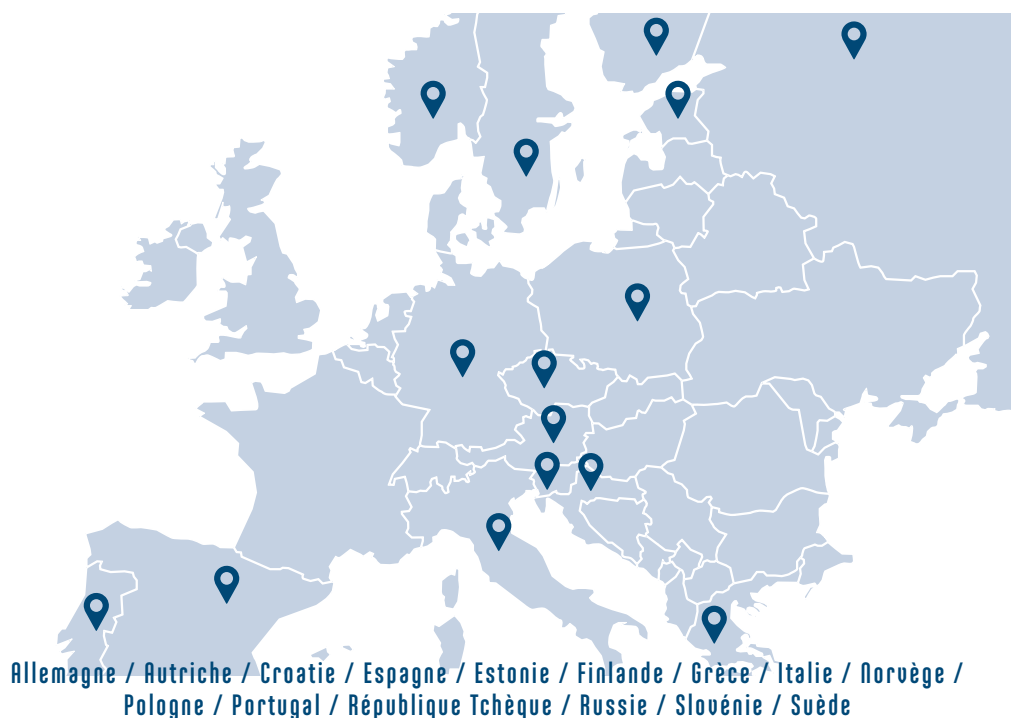 Allemagne / Autriche / Croatie / Espagne / Estonie / Finlande / Grèce / Italie / Norvège /
Pologne / Portugal / République Tchèque / Russie / Slovénie / Suède